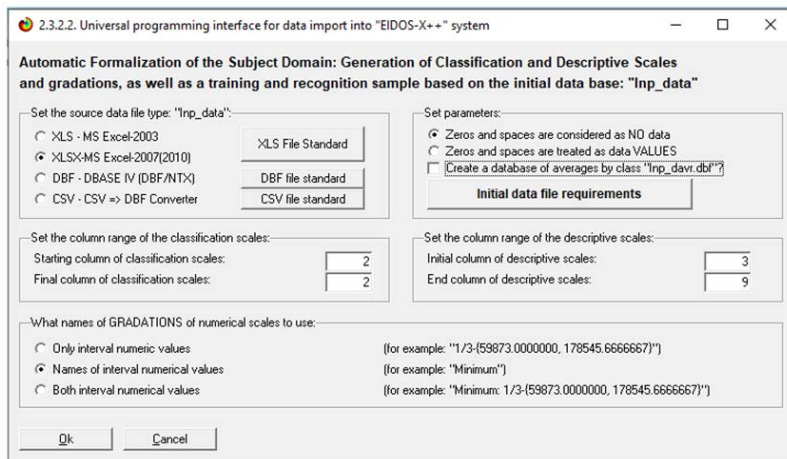 2.3.2.2. Universal programming interface for data import into "EIDOS-X++" system
Automatic Formalization of the Subject Domain: Generation of Classification and Descriptive Scales
and gradations, as well as a training and recognition sample based on the initial data base: "Inp_data"
Set the source data file type: "Inp_data":
XLS - MS Excel-2003
XLSX-MS Excel-2007(2010)
DBF - DBASE IV (DBF/NTX)
CSV - CSV => DBF Converter
XLS File Standard
DBF file standard
CSV file standard
Set parameters:
Zeros and spaces are considered as NO data
Zeros and spaces are treated as data VALUES
Create a database of averages by class "Inp_davr.dbf"?
Initial data file requirements
Set the column range of the classification scales:
Starting column of classification scales: 2
Final column of classification scales: 2
Set the column range of the descriptive scales:
Initial column of descriptive scales: 3
End column of descriptive scales: 9
What names of GRADATIONS of numerical scales to use:
Only interval numeric values (for example: "1/3-{59873.0000000, 178545.6666667}")
Names of interval numerical values (for example: "Minimum")
Both interval numerical values (for example: "Minimum: 1/3-{59873.0000000, 178545.6666667}")
Ok
Cancel